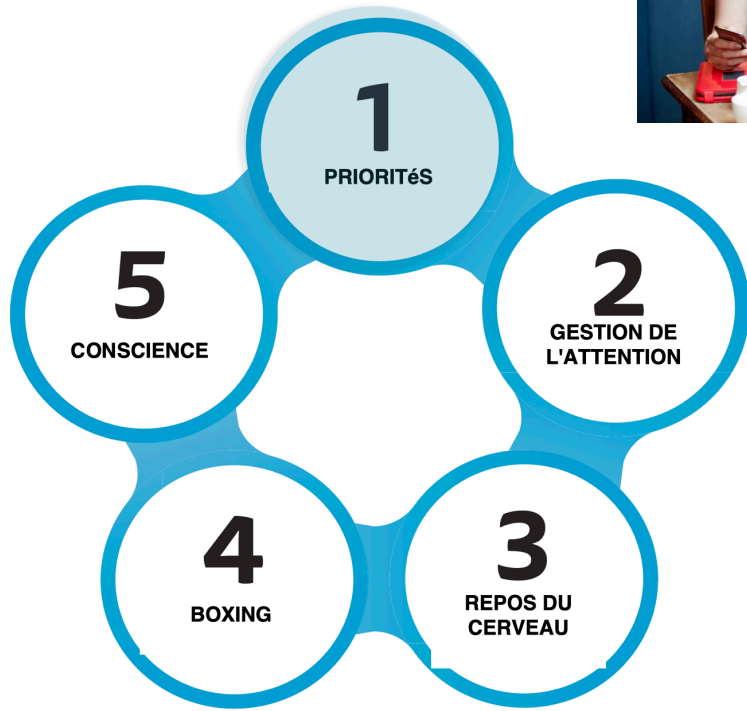 1
PRIORITéS
2
GESTION DE
L'ATTENTION
3
REPOS DU
CERVEAU
4
BOXING
5
CONSCIENCE